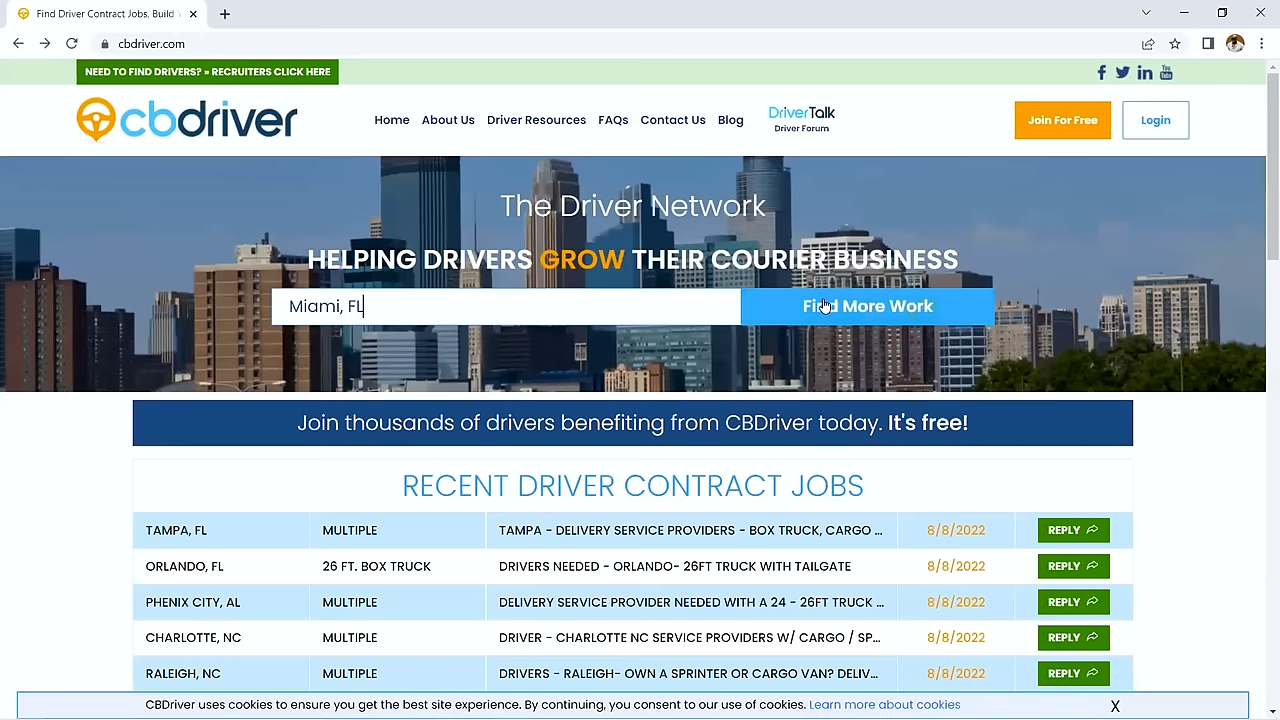 Find Driver Contract Jobs, Build
cbdriver.com
NEED TO FIND DRIVERS? » RECRUITERS CLICK HERE
cbdriver
Home About Us Driver Resources FAQs Contact Us Blog
DriverTalk
Driver Forum
Join For Free
Login
The Driver Network
HELPING DRIVERS GROW THEIR COURIER BUSINESS
Miami, FL
Find More Work
Join thousands of drivers benefiting from CBDriver today. It's free!
RECENT DRIVER CONTRACT JOBS
TAMPA, FL MULTIPLE TAMPA - DELIVERY SERVICE PROVIDERS - BOX TRUCK, CARGO ... 8/8/2022 REPLY
ORLANDO, FL 26 FT. BOX TRUCK DRIVERS NEEDED - ORLANDO- 26FT TRUCK WITH TAILGATE 8/8/2022 REPLY
PHENIX CITY, AL MULTIPLE DELIVERY SERVICE PROVIDER NEEDED WITH A 24 - 26FT TRUCK ... 8/8/2022 REPLY
CHARLOTTE, NC MULTIPLE DRIVER - CHARLOTTE NC SERVICE PROVIDERS W/ CARGO / SP... 8/8/2022 REPLY
RALEIGH, NC MULTIPLE DRIVERS - RALEIGH- OWN A SPRINTER OR CARGO VAN? DELIV... 8/8/2022 REPLY
CBDriver uses cookies to ensure you get the best site experience. By continuing, you consent to our use of cookies. Learn more about cookies X